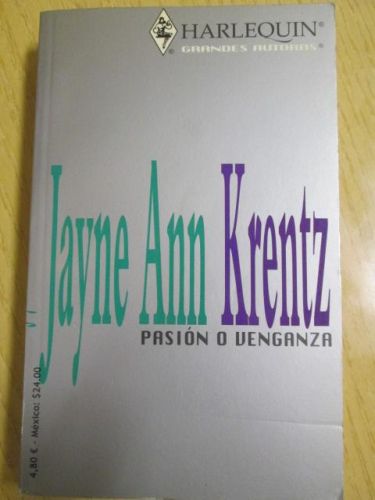 HARLEQUIN®
GRANDES AUTORAS®
Jayne Ann Krentz
PASIÓN O VENGANZA
4,80 € - México: $24.00